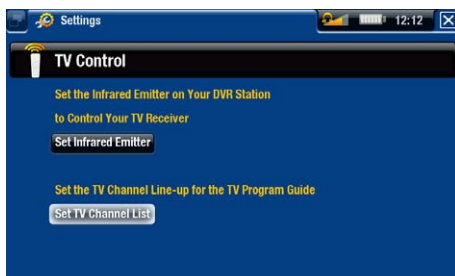 Settings
12:12
TV Control
Set the Infrared Emitter on Your DVR Station
to Control Your TV Receiver
Set Infrared Emitter
Set the TV Channel Line-up for the TV Program Guide
Set TV Channel List